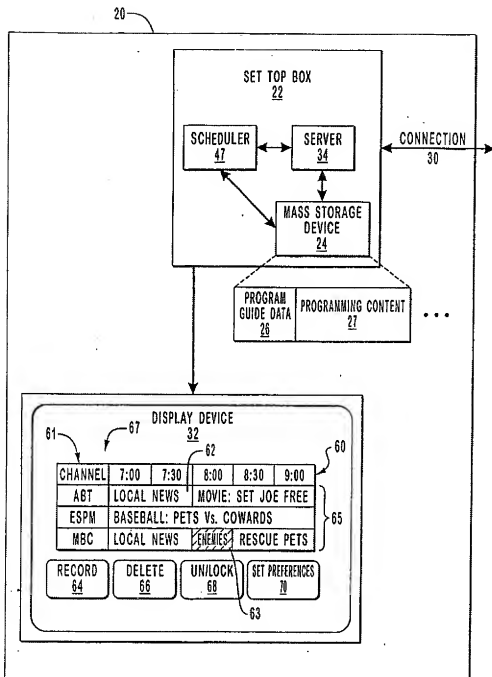 20
SET TOP BOX
22
SCHEDULER
47
SERVER
34
CONNECTION
30
MASS STORAGE
DEVICE
24
PROGRAM
GUIDE DATA
26
PROGRAMMING CONTENT
27
...
DISPLAY DEVICE
32
61
67
62
60
CHANNEL 7:00 7:30 8:00 8:30 9:00
ABT LOCAL NEWS MOVIE: SET JOE FREE
ESPM BASEBALL: PETS Vs. COWARDS
MBC LOCAL NEWS ENEMIES RESCUE PETS
65
RECORD
64
DELETE
66
UN/LOCK
68
SET PREFERENCES
70
63